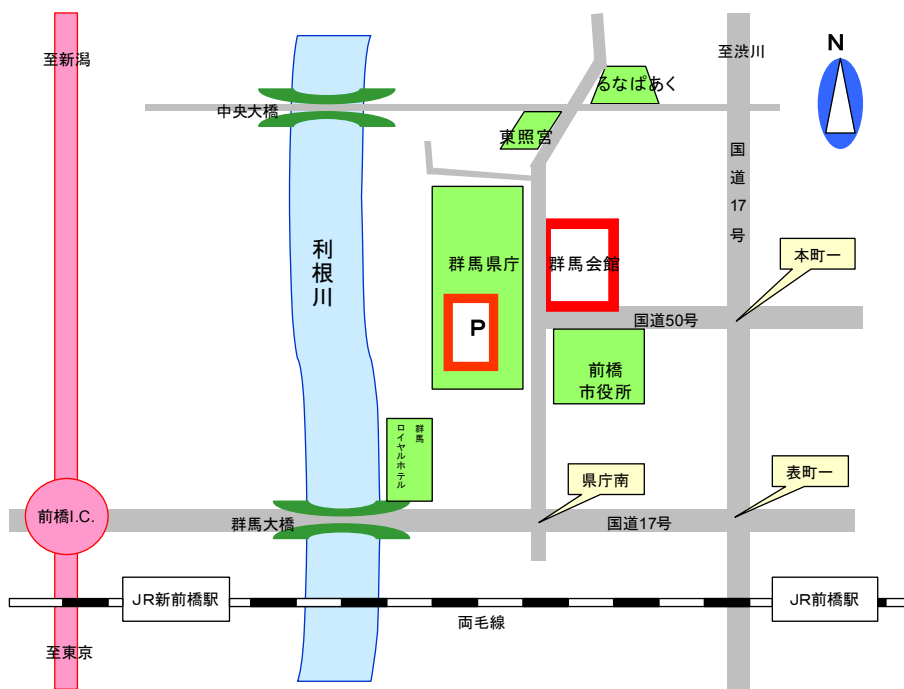 至新潟
至渋川
N
るなぱあく
中央大橋
東照宮
国道17号
利根川
群馬県庁
群馬会館
本町一
P
国道50号
前橋
市役所
群馬
ロイヤルホテル
県庁南
表町一
前橋I.C.
群馬大橋
国道17号
JR新前橋駅
JR前橋駅
両毛線
至東京